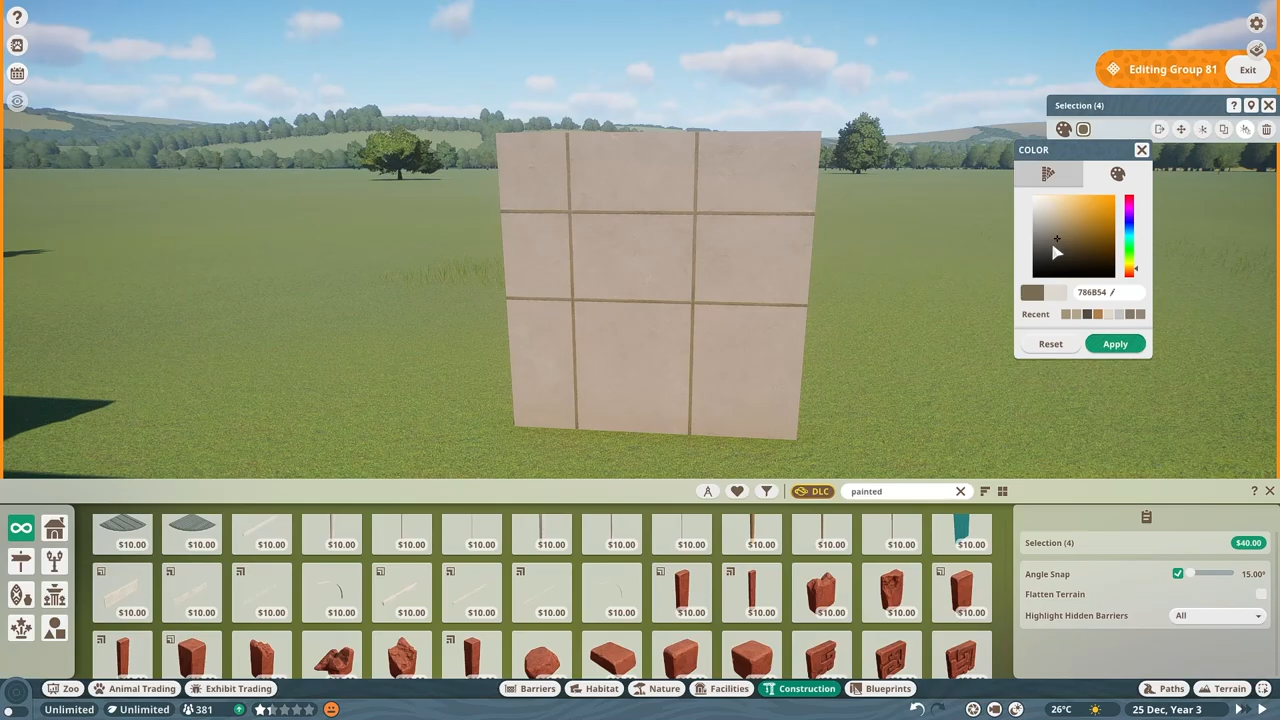 ?
Editing Group 81
Exit
Selection (4)
?
COLOR
786B54
Recent
Reset
Apply
DLC
painted
?
$10.00 $10.00 $10.00 $10.00 $10.00 $10.00 $10.00 $10.00 $10.00 $10.00 $10.00 $10.00 $10.00
$10.00 $10.00 $10.00 $10.00 $10.00 $10.00 $10.00 $10.00 $10.00 $10.00 $10.00 $10.00 $10.00
Selection (4)
$40.00
Angle Snap
15.00°
Flatten Terrain
Highlight Hidden Barriers
All
Zoo
Animal Trading
Exhibit Trading
Barriers
Habitat
Nature
Facilities
Construction
Blueprints
Paths
Terrain
Unlimited
Unlimited
381
26°C
25 Dec, Year 3